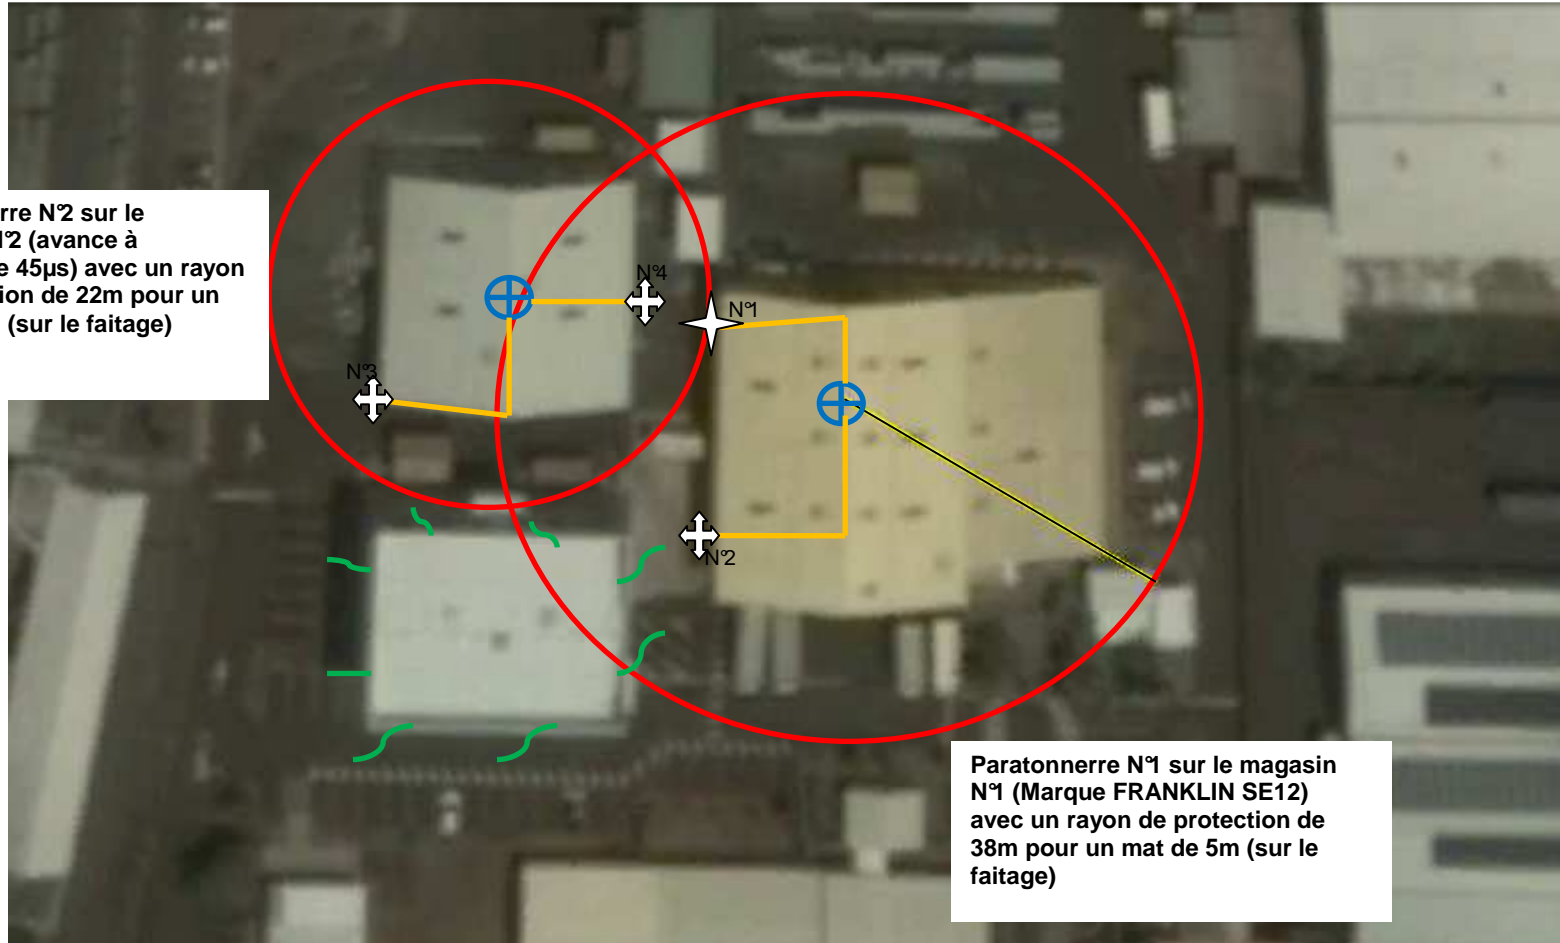 rre N°2 sur le
N°2 (avance à
e 45µs) avec un rayon
ion de 22m pour un
(sur le faitage)
N°4
N°1
N°3
N°2
Paratonnerre N°1 sur le magasin
N°1 (Marque FRANKLIN SE12)
avec un rayon de protection de
38m pour un mat de 5m (sur le
faitage)